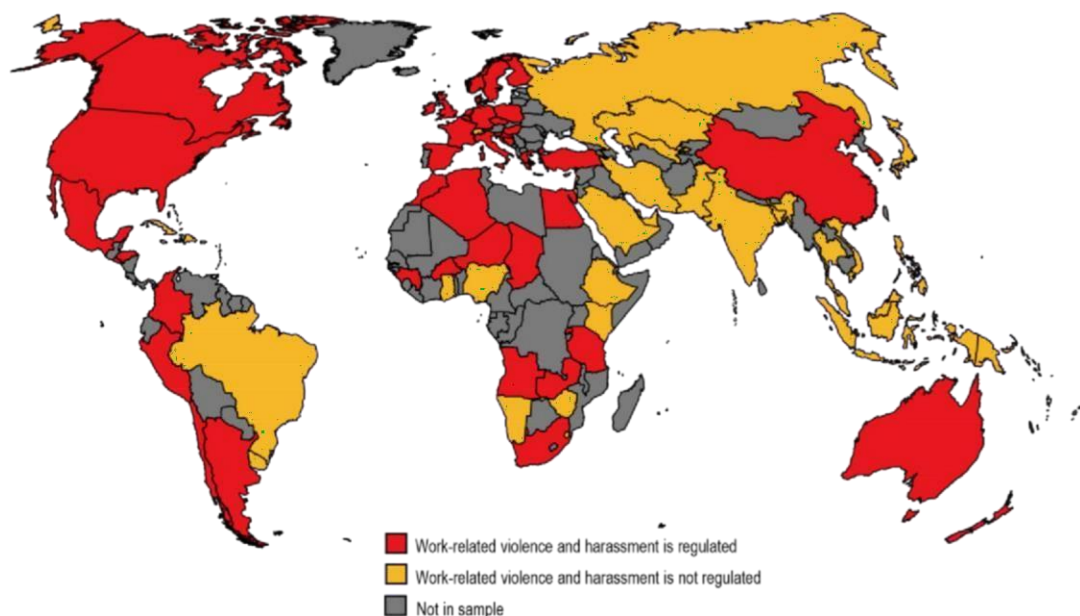 Work-related violence and harassment is regulated
Work-related violence and harassment is not regulated
Not in sample